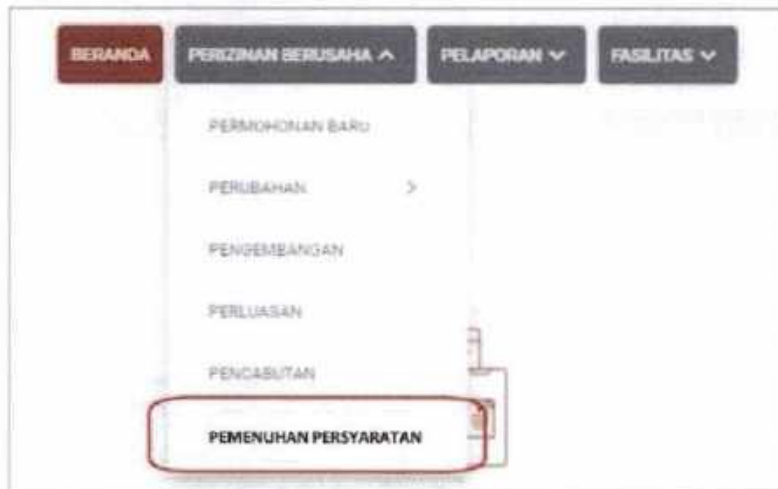 BERANDA PERIZINAN BERUSAHA PELAPORAN FASILITAS
PERMOHONAN BARU
PERUBAHAN >
PENGEMBANGAN
PERLUASAN
PENCABUTAN
PEMENUHAN PERSYARATAN